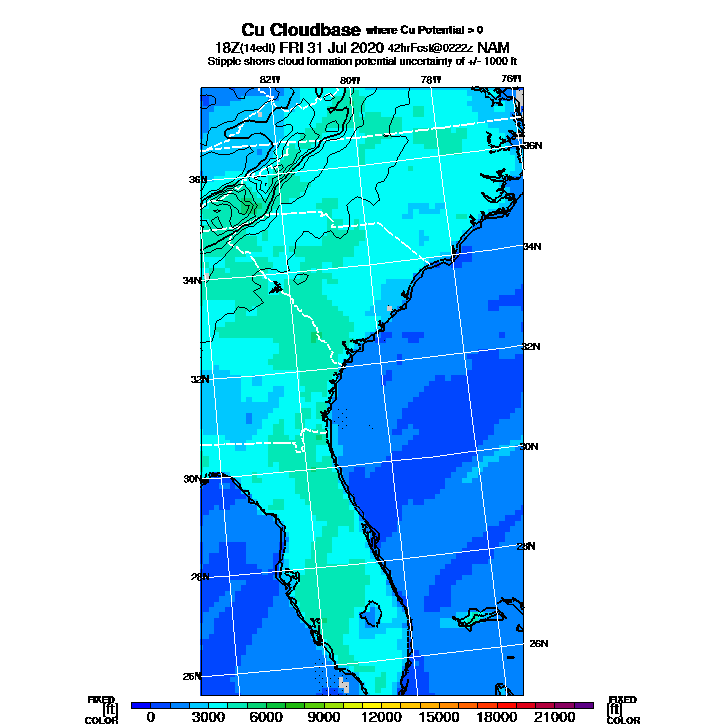 Cu Cloudbase where Cu Potential > 0
18Z(14edt) FRI 31 Jul 2020 42hrFcst@0222z NAM
Stipple shows cloud formation potential uncertainty of +/- 1000 ft
82W 80W 78W 76W
36N
36N
34N
34N
32N
32N
30N
30N
28N
28N
26N
26N
FIXED FIXED
[ft] [ft]
COLOR COLOR
0 3000 6000 9000 12000 15000 18000 21000